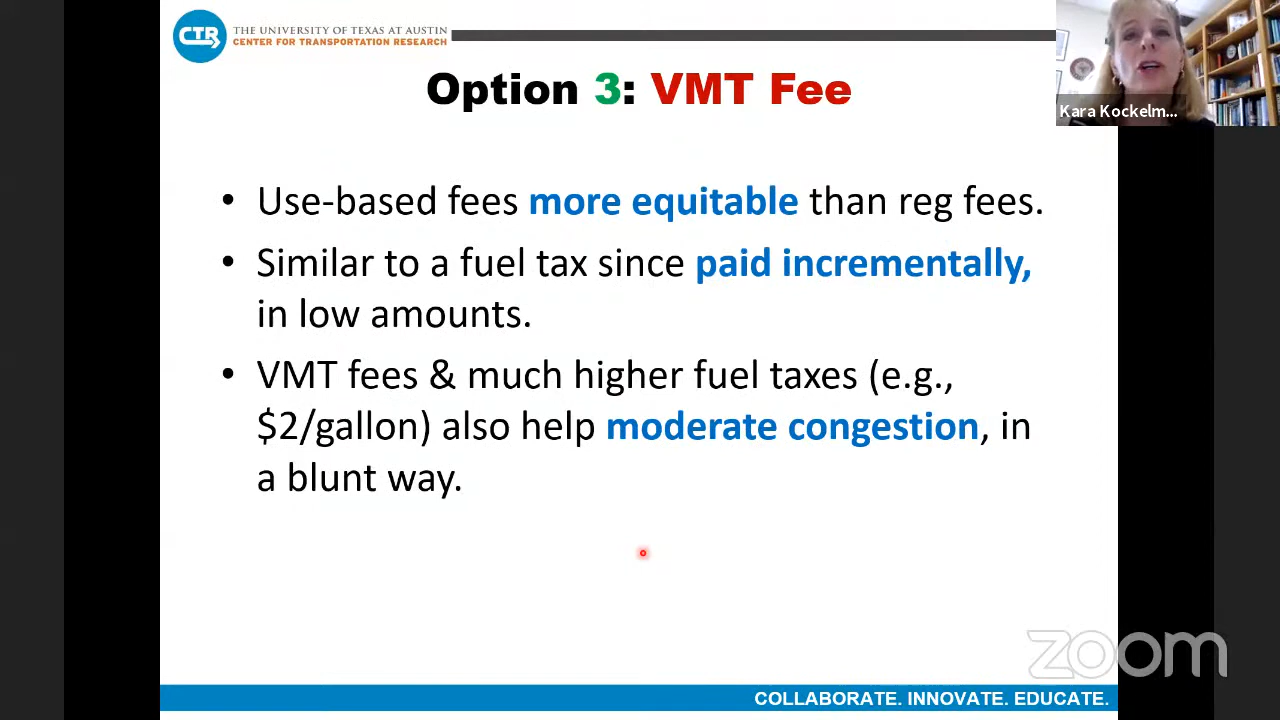 CTR
THE UNIVERSITY OF TEXAS AT AUSTIN
CENTER FOR TRANSPORTATION RESEARCH
Option 3: VMT Fee
Kara Kockelm...
• Use-based fees more equitable than reg fees.
• Similar to a fuel tax since paid incrementally,
in low amounts.
• VMT fees & much higher fuel taxes (e.g.,
$2/gallon) also help moderate congestion, in
a blunt way.
zoom
COLLABORATE. INNOVATE. EDUCATE.